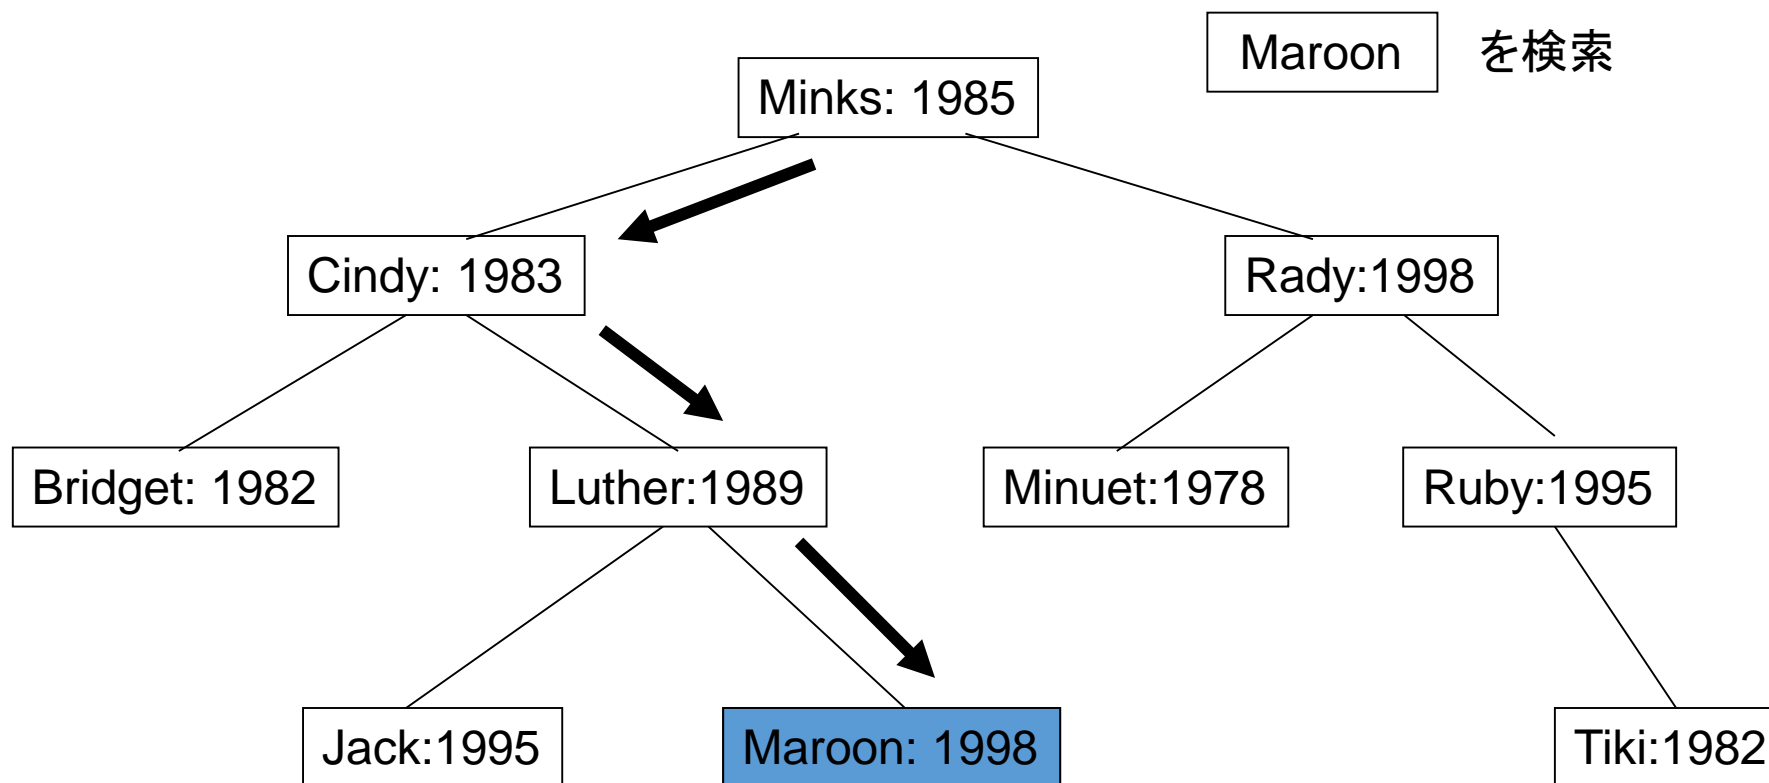 Maroon を検索
Minks: 1985
Cindy: 1983
Rady:1998
Bridget: 1982
Luther:1989
Minuet:1978
Ruby:1995
Jack:1995
Maroon: 1998
Tiki:1982